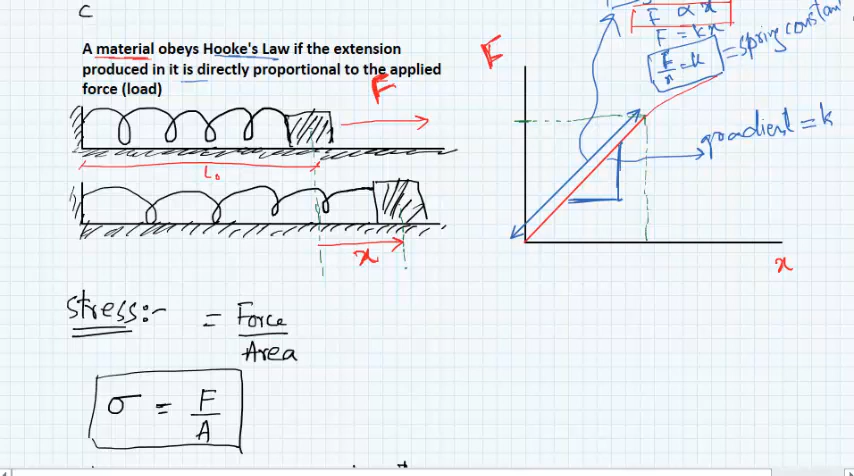 C
A material obeys Hooke's Law if the extension
produced in it is directly proportional to the applied
force (load)
F
L₀
x
F ∝ x
F = kx
F/x = k = spring constant
F
gradient = k
x
Stress:- = Force/Area
σ = F/A